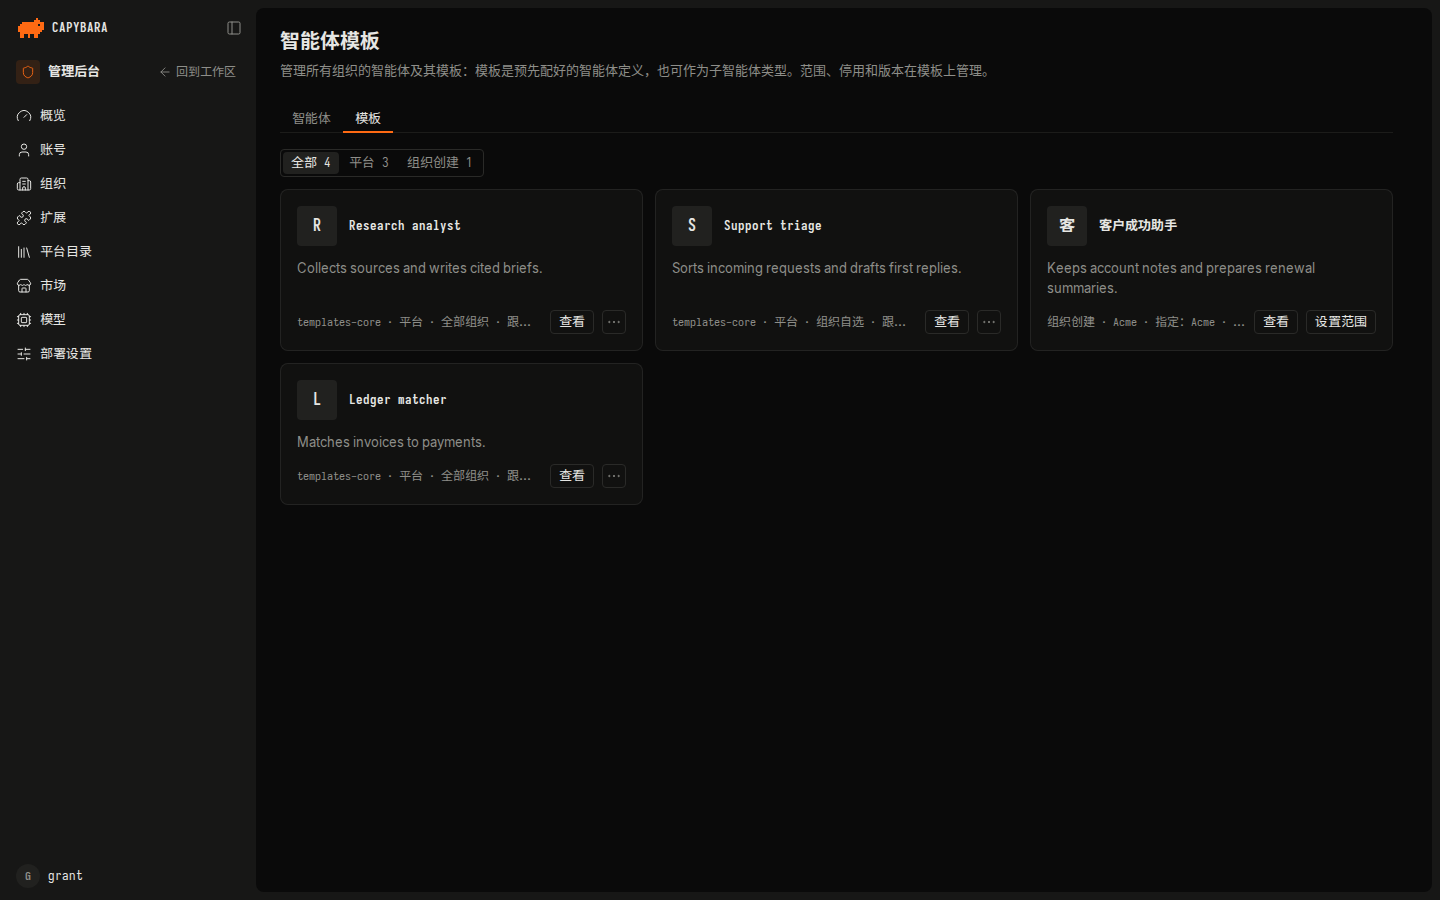 CAPYBARA
管理后台
回到工作区
概览
账号
组织
扩展
平台目录
市场
模型
部署设置
G
grant
智能体模板
管理所有组织的智能体及其模板：模板是预先配好的智能体定义，也可作为子智能体类型。范围、停用和版本在模板上管理。
智能体 模板
全部 4 平台 3 组织创建 1
R
Research analyst
Collects sources and writes cited briefs.
templates-core · 平台 · 全部组织 · 跟…
查看
S
Support triage
Sorts incoming requests and drafts first replies.
templates-core · 平台 · 组织自选 · 跟…
查看
客
客户成功助手
Keeps account notes and prepares renewal
summaries.
组织创建 · Acme · 指定：Acme · …
查看
设置范围
L
Ledger matcher
Matches invoices to payments.
templates-core · 平台 · 全部组织 · 跟…
查看